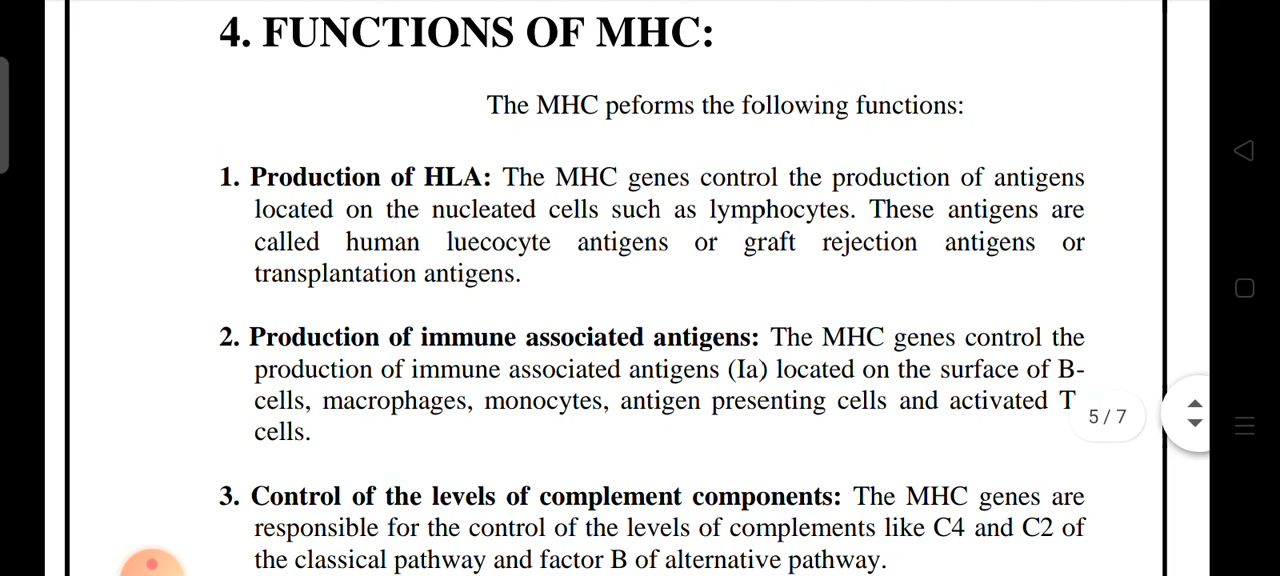 4. FUNCTIONS OF MHC:
The MHC peforms the following functions:
1. Production of HLA: The MHC genes control the production of antigens
located on the nucleated cells such as lymphocytes. These antigens are
called human luecocyte antigens or graft rejection antigens or
transplantation antigens.
2. Production of immune associated antigens: The MHC genes control the
production of immune associated antigens (Ia) located on the surface of B-
cells, macrophages, monocytes, antigen presenting cells and activated T
cells.
5 / 7
3. Control of the levels of complement components: The MHC genes are
responsible for the control of the levels of complements like C4 and C2 of
the classical pathway and factor B of alternative pathway.